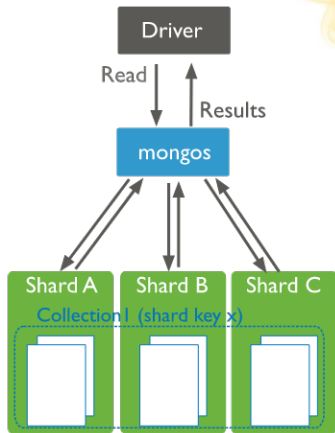 Driver
Read
Results
mongos
Shard A
Shard B
Shard C
Collection1 (shard key x)